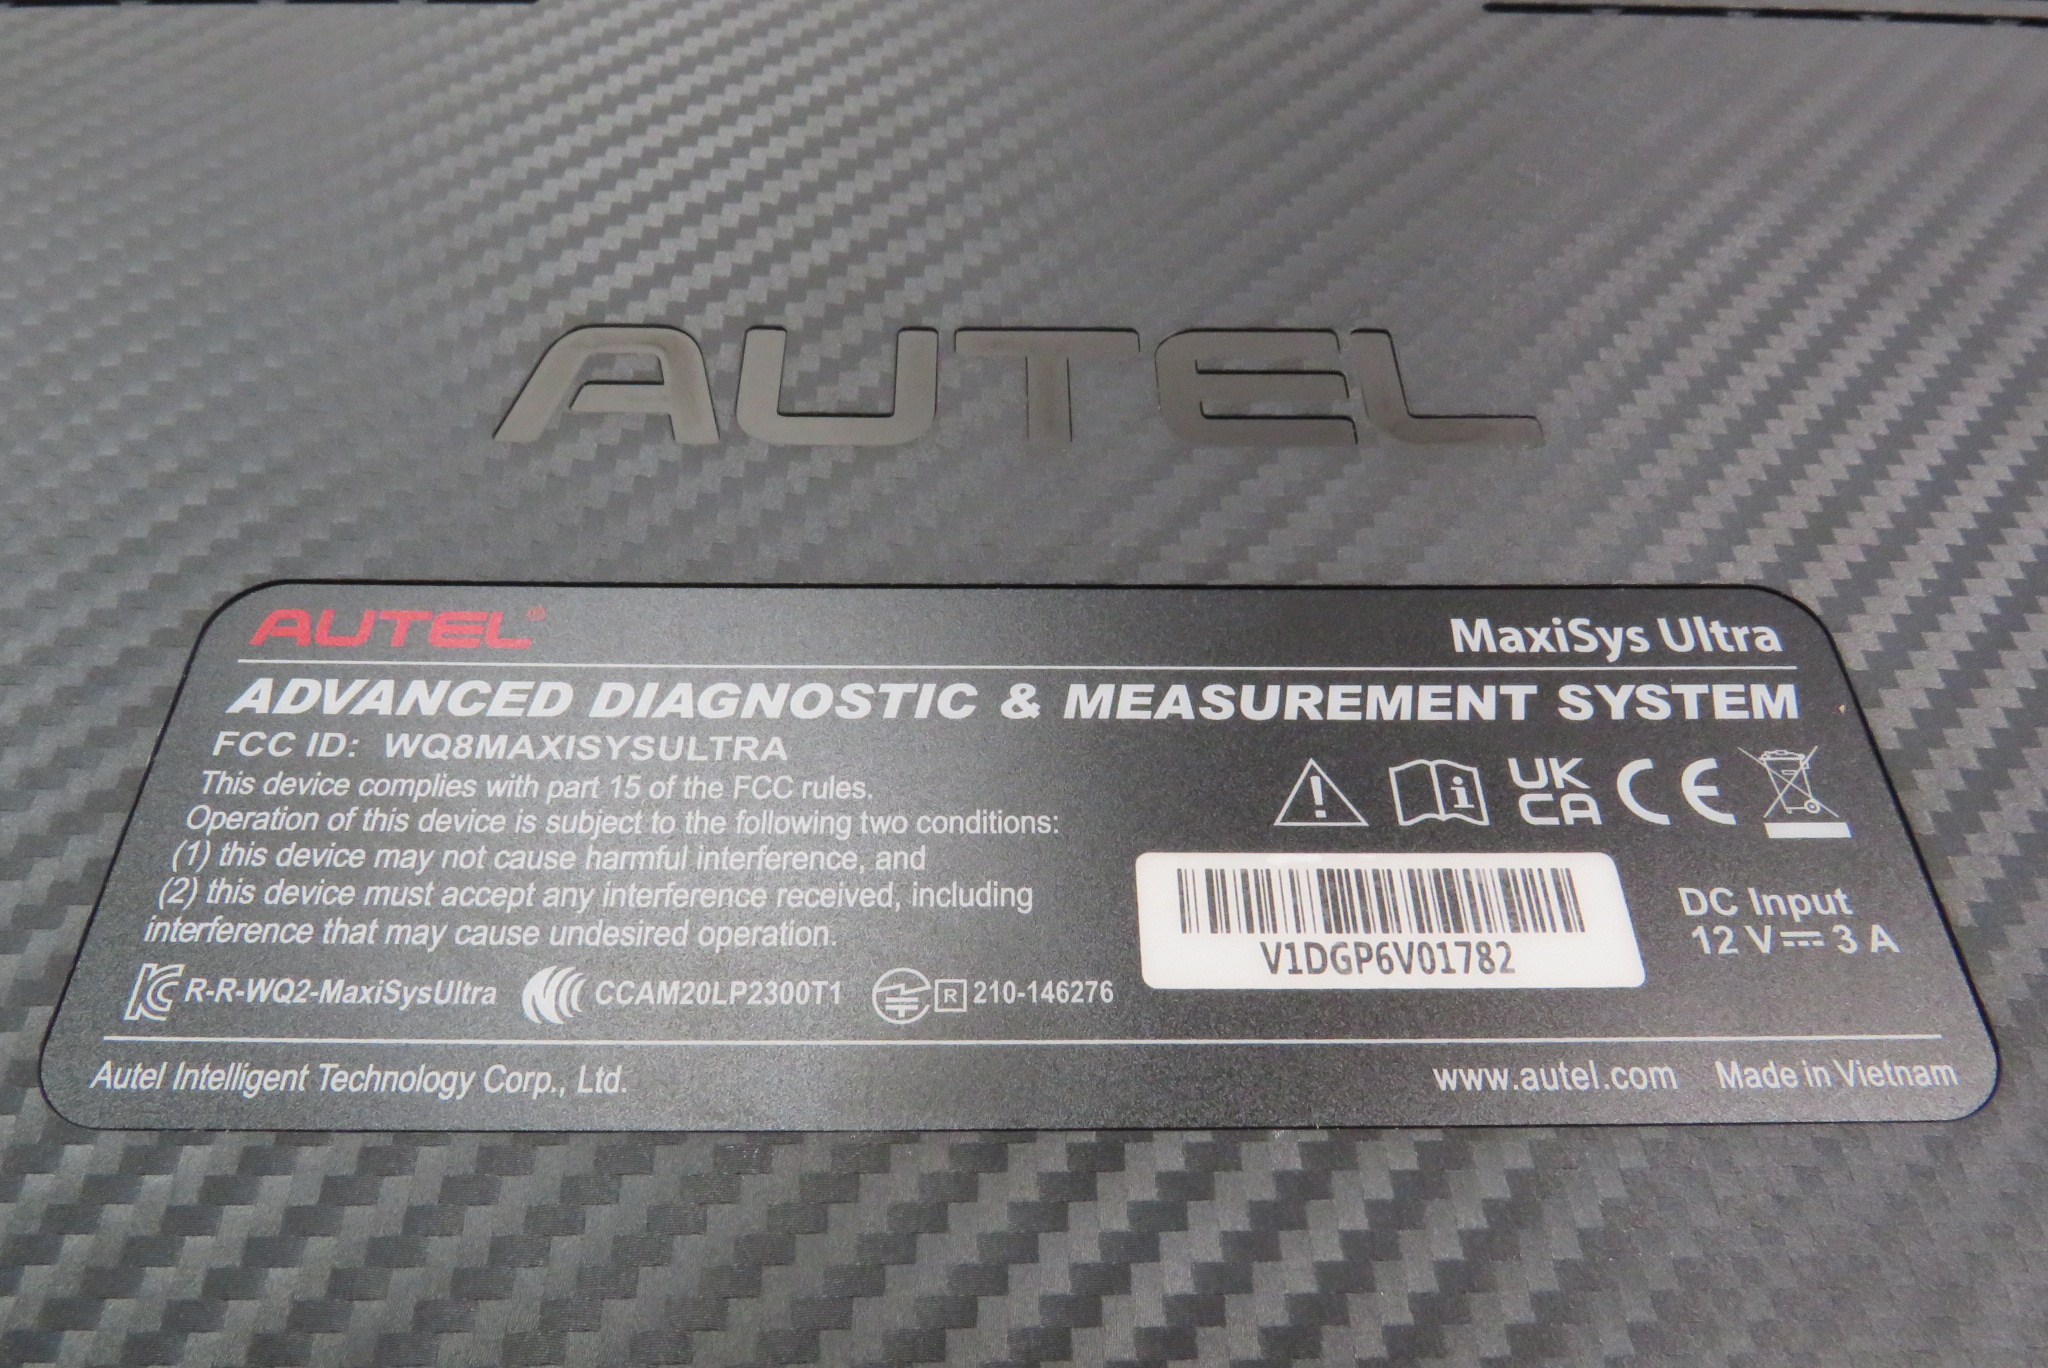 AUTEL
AUTEL®
MaxiSys Ultra
ADVANCED DIAGNOSTIC & MEASUREMENT SYSTEM
FCC ID: WQ8MAXISYSULTRA
This device complies with part 15 of the FCC rules.
Operation of this device is subject to the following two conditions:
(1) this device may not cause harmful interference, and
(2) this device must accept any interference received, including
interference that may cause undesired operation.
R-R-WQ2-MaxiSysUltra
CCAM20LP2300T1
R 210-146276
UK
CA
CE
V1DGP6V01782
DC Input
12 V⎓3 A
Autel Intelligent Technology Corp., Ltd.
www.autel.com
Made in Vietnam